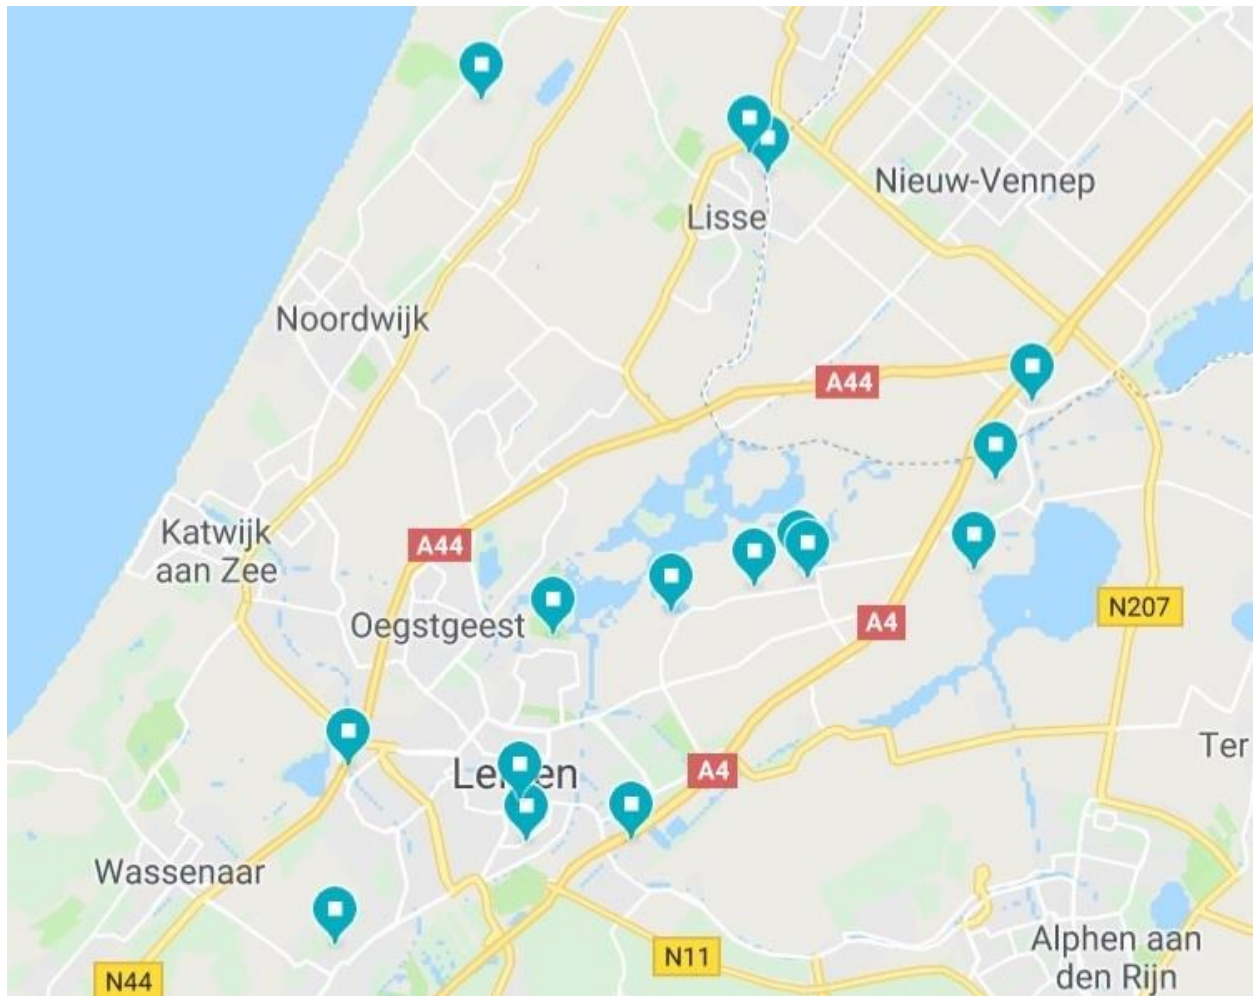 Nieuw-Vennep
Lisse
Noordwijk
A44
Katwijk
aan Zee
A44
Oegstgeest
N207
A4
Ter
A4
Wassenaar
Alphen aan
den Rijn
N11
N44